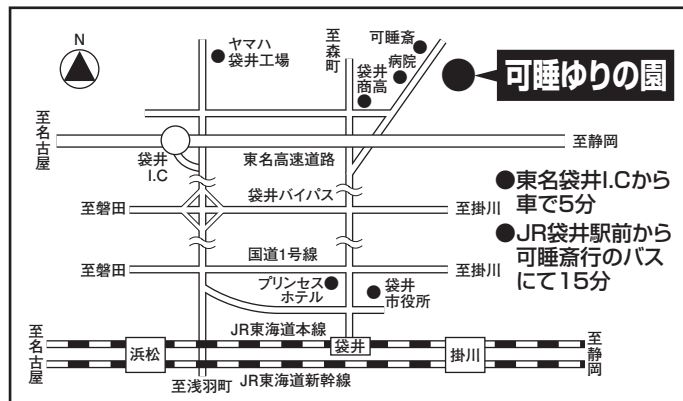 N
ヤマハ
袋井工場
至森町
可睡斎
病院
袋井
商高
可睡ゆりの園
至名古屋
袋井
I.C
東名高速道路
至静岡
●東名袋井I.Cから
車で5分
●JR袋井駅前から
可睡斎行のバス
にて15分
袋井バイパス
至磐田
至掛川
国道1号線
至磐田
至掛川
プリンセス
ホテル
袋井
市役所
JR東海道本線
至名古屋
浜松
袋井
掛川
至静岡
至浅羽町
JR東海道新幹線